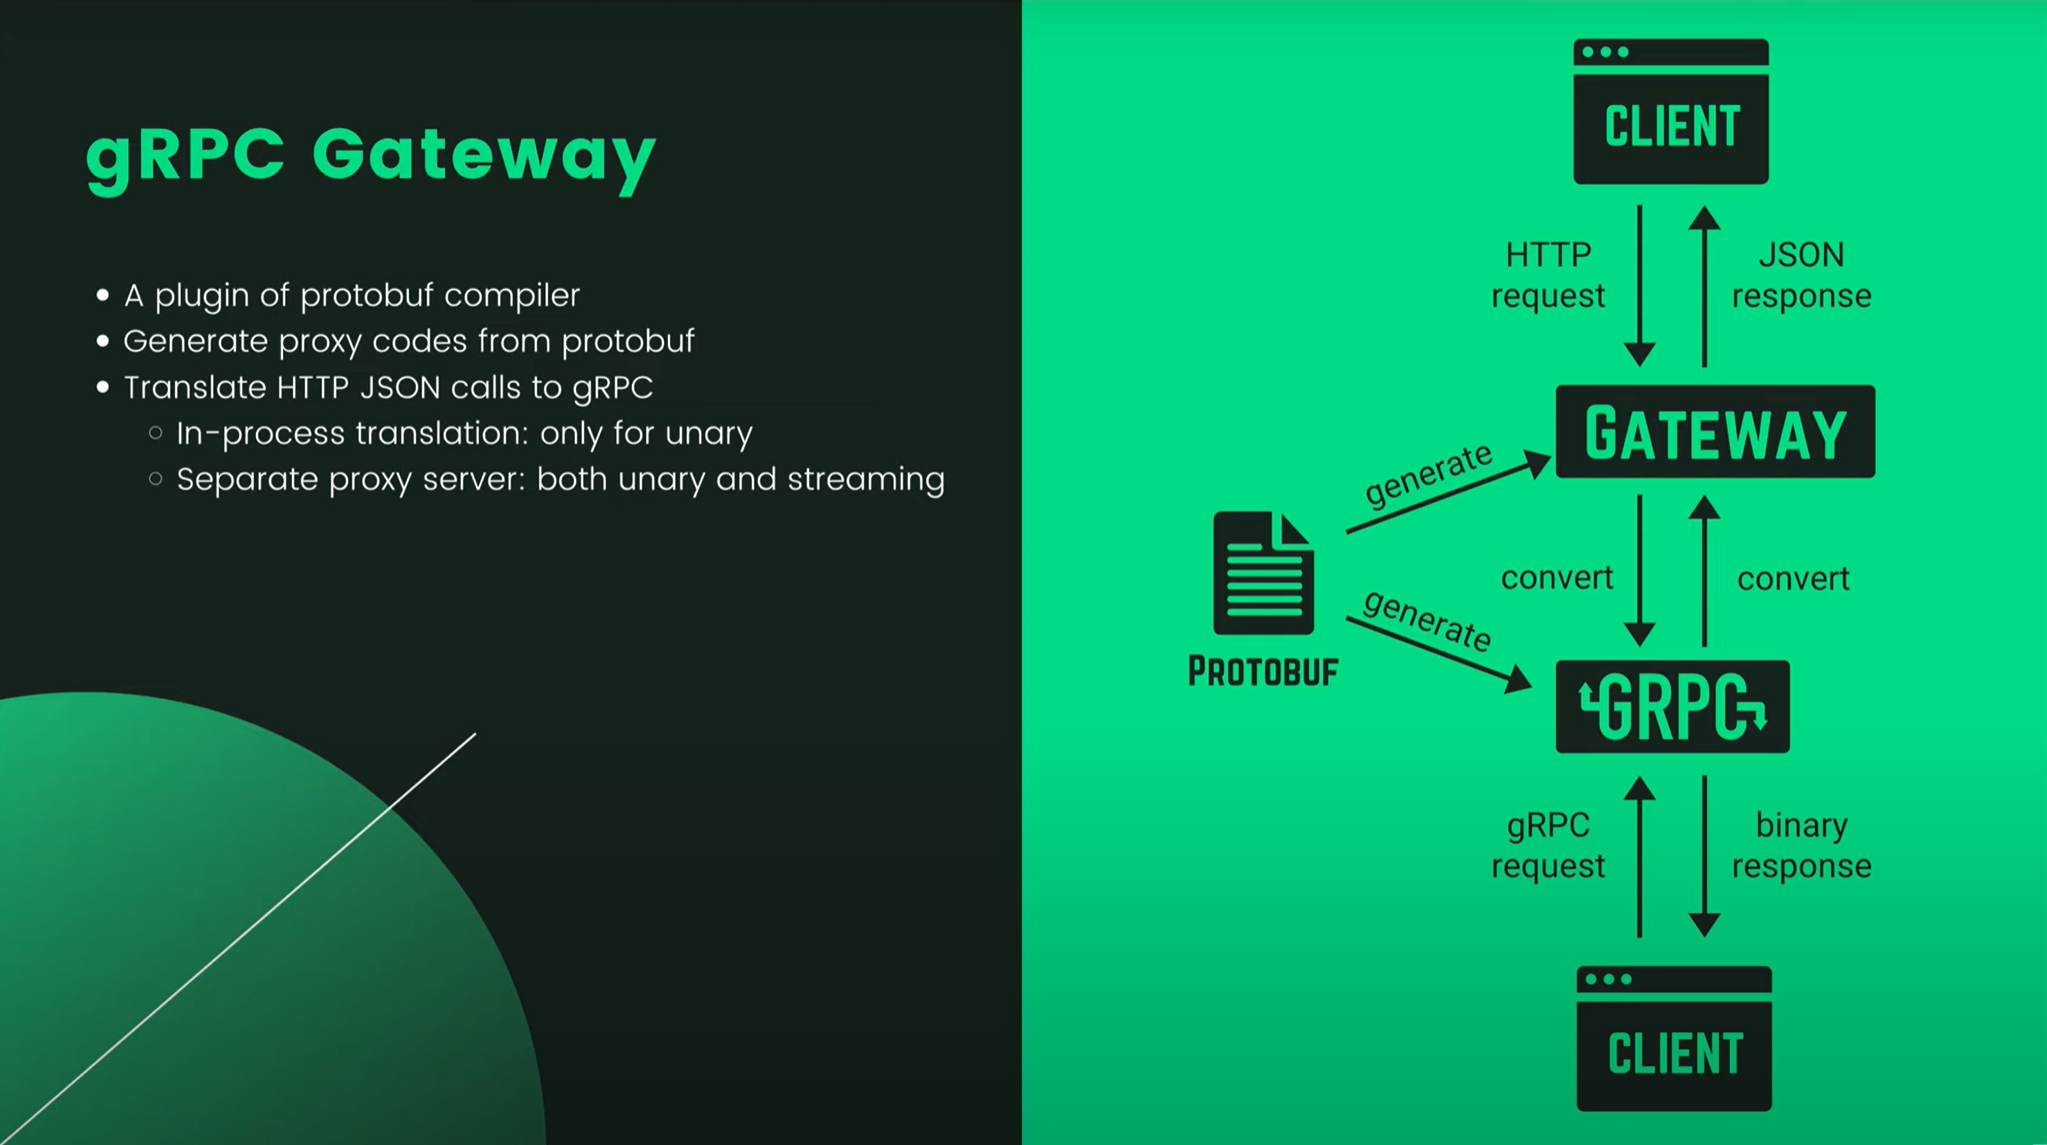 gRPC Gateway
A plugin of protobuf compiler
Generate proxy codes from protobuf
Translate HTTP JSON calls to gRPC
In-process translation: only for unary
Separate proxy server: both unary and streaming
CLIENT
HTTP
request
JSON
response
GATEWAY
generate
PROTOBUF
generate
convert
convert
GRPC
gRPC
request
binary
response
CLIENT